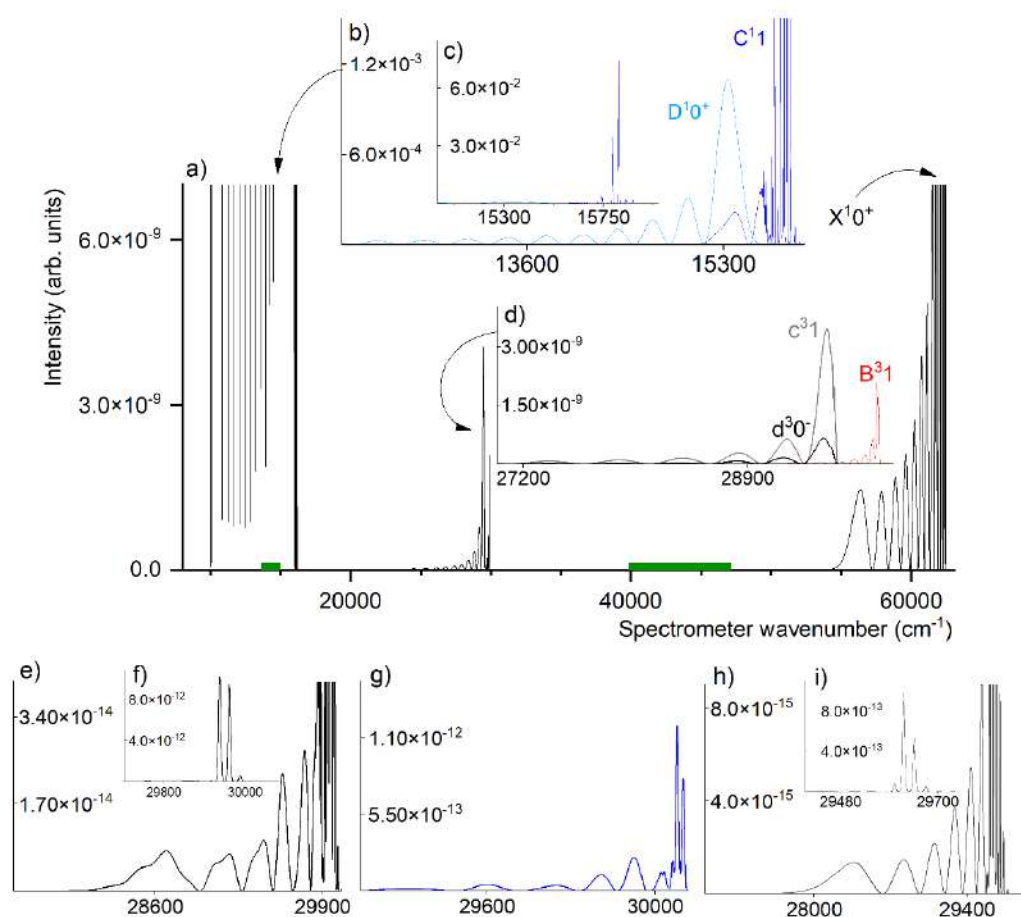 b)
1.2×10⁻³
6.0×10⁻⁴
c)
6.0×10⁻²
3.0×10⁻²
15300
15750
C¹1
D¹0⁺
13600
15300
X¹0⁺
a)
Intensity (arb. units)
6.0×10⁻⁹
3.0×10⁻⁹
0.0
d)
3.00×10⁻⁹
1.50×10⁻⁹
c³1
B³1
d³0⁻
27200
28900
20000
40000
60000
Spectrometer wavenumber (cm⁻¹)
e)
3.40×10⁻¹⁴
1.70×10⁻¹⁴
f)
8.0×10⁻¹²
4.0×10⁻¹²
29800
30000
28600
29900
g)
1.10×10⁻¹²
5.50×10⁻¹³
29600
30000
h)
8.0×10⁻¹⁵
4.0×10⁻¹⁵
i)
8.0×10⁻¹³
4.0×10⁻¹³
29480
29700
28000
29400